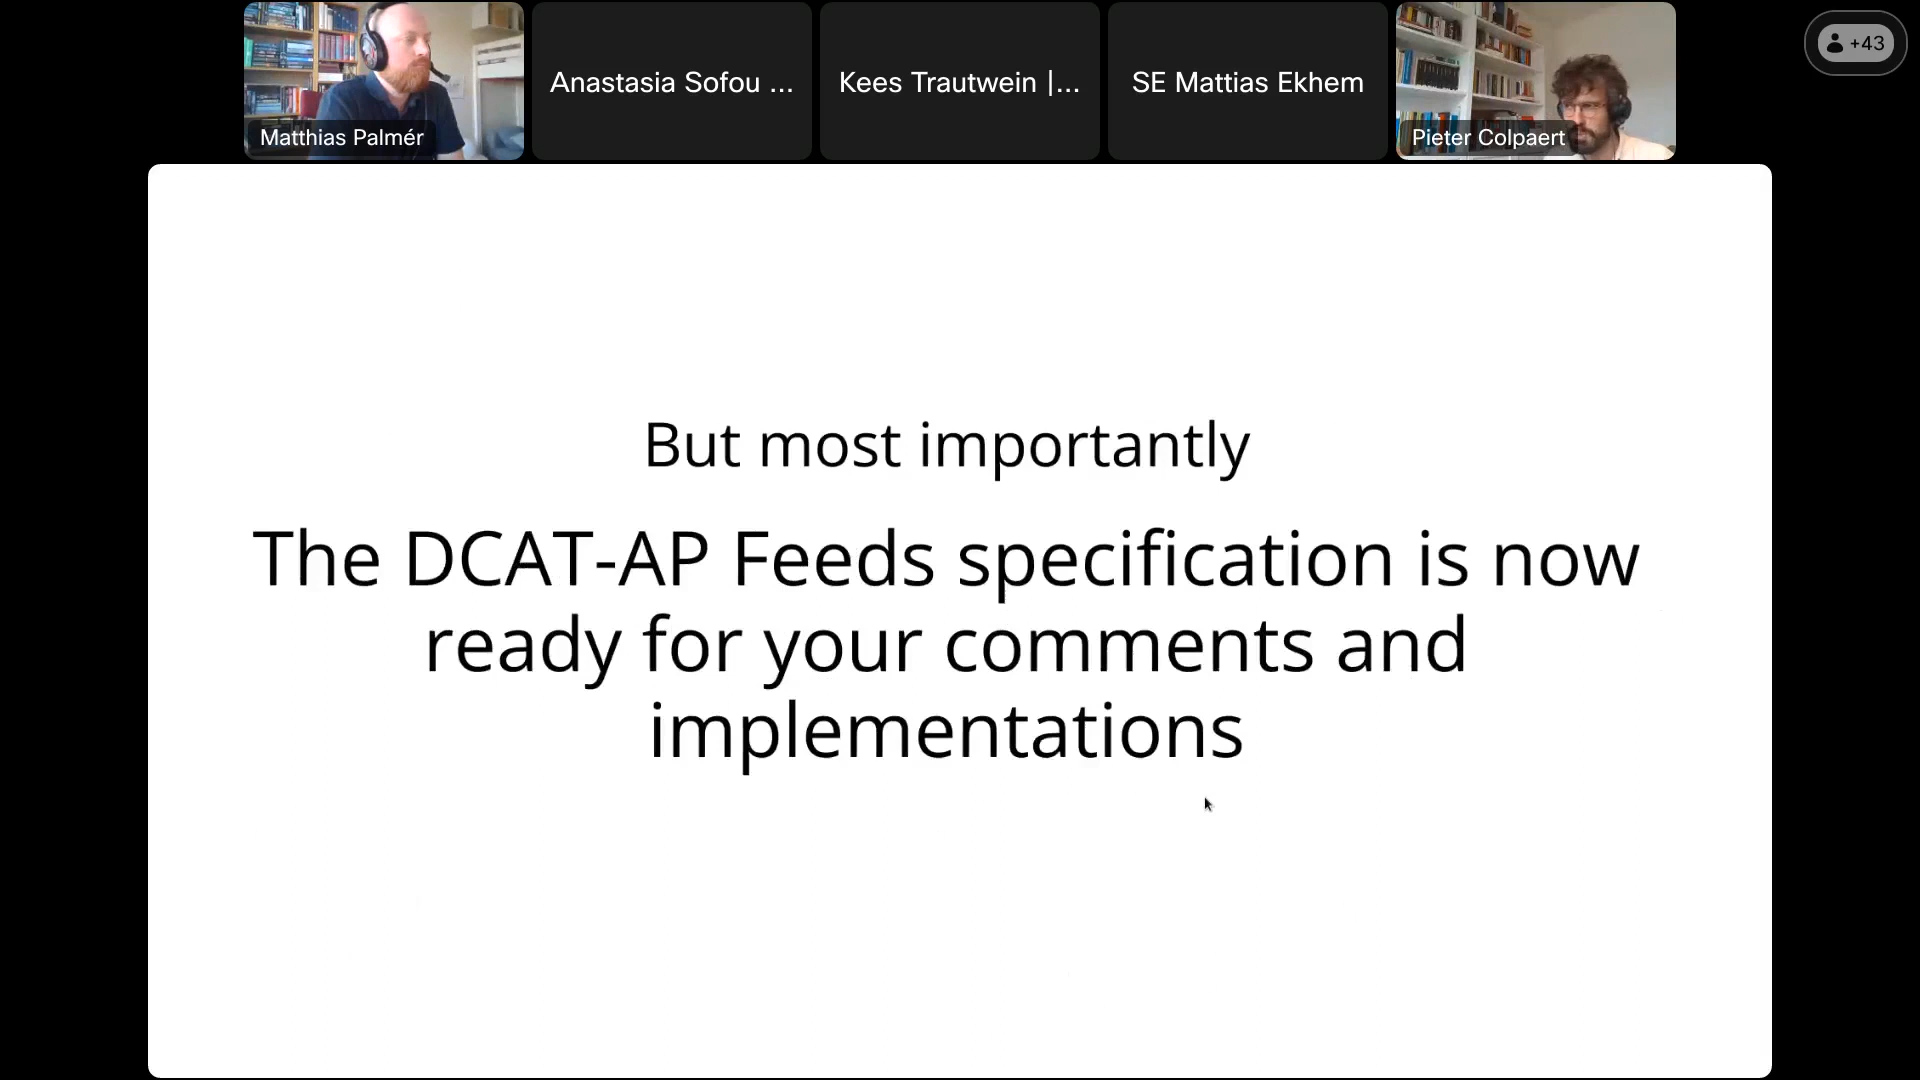 Matthias Palmér
Anastasia Sofou ...
Kees Trautwein |...
SE Mattias Ekhem
Pieter Colpaert
+43
But most importantly
The DCAT-AP Feeds specification is now
ready for your comments and
implementations